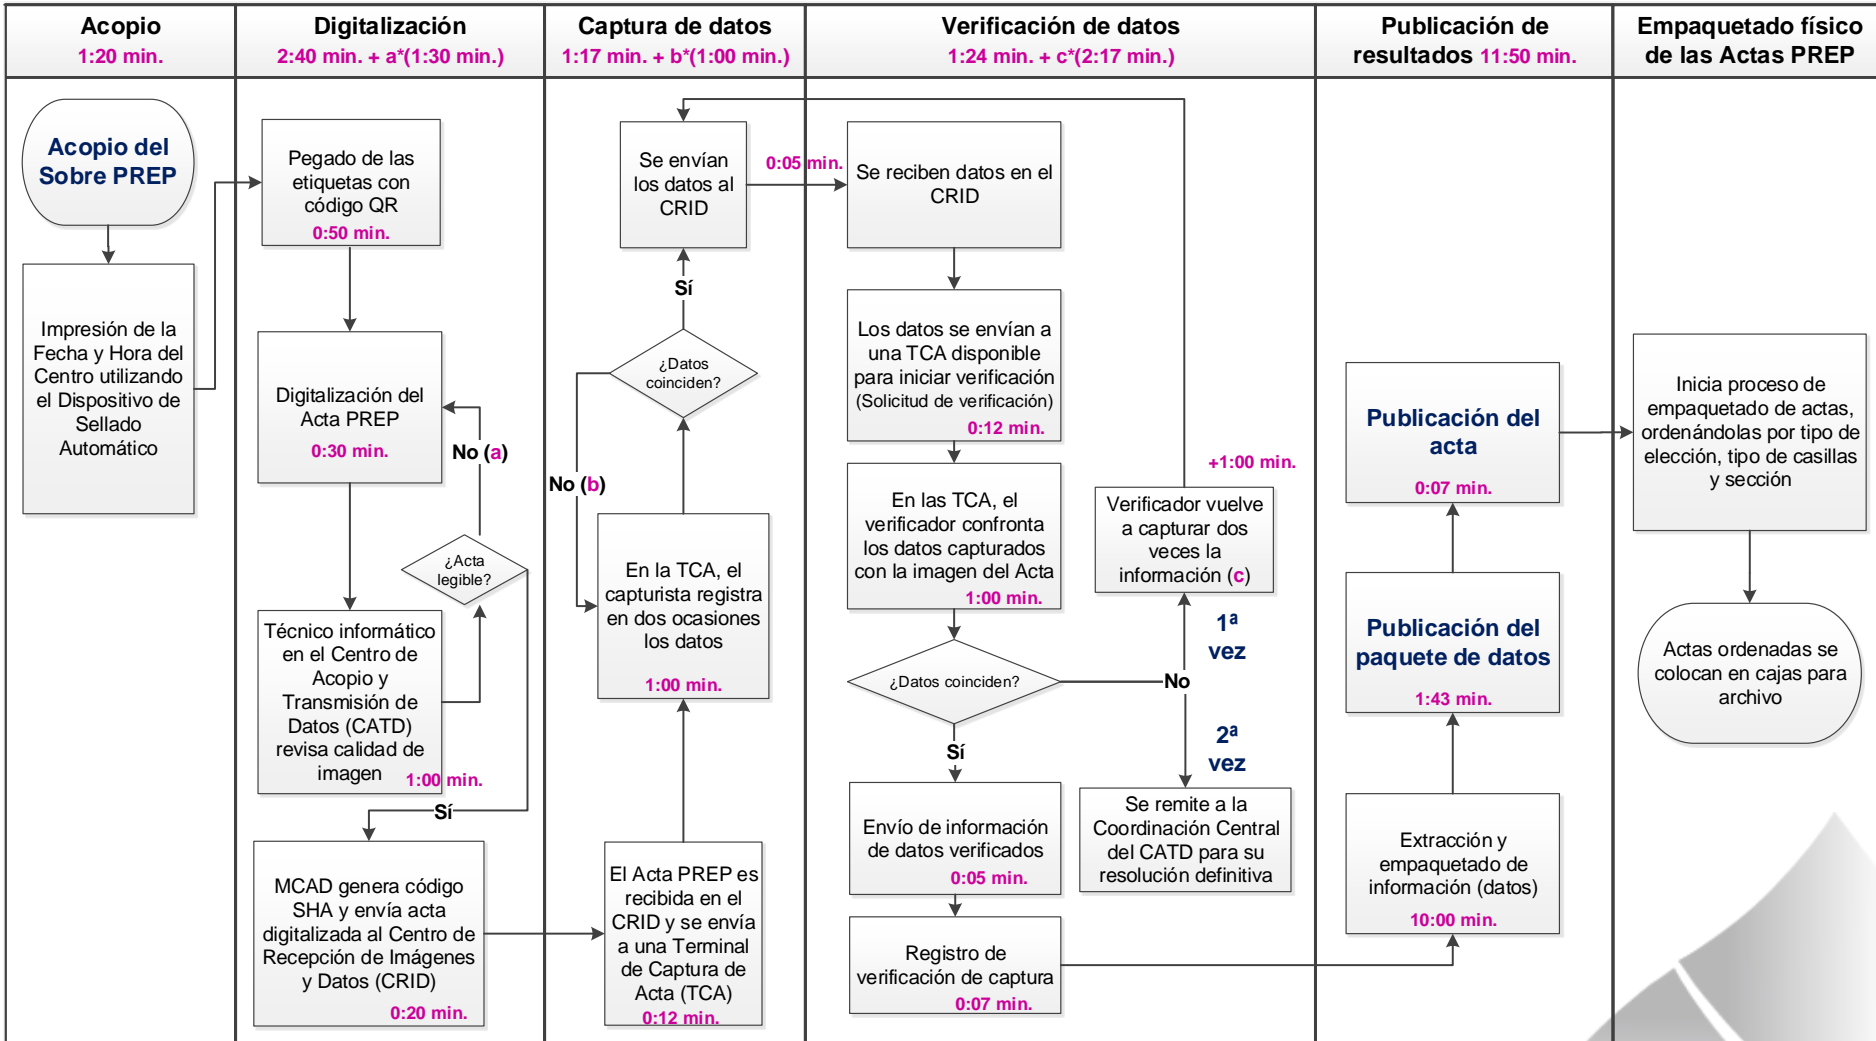 Acopio
1:20 min.
Digitalización
2:40 min. + a*(1:30 min.)
Captura de datos
1:17 min. + b*(1:00 min.)
Verificación de datos
1:24 min. + c*(2:17 min.)
Publicación de
resultados 11:50 min.
Empaquetado físico
de las Actas PREP
Acopio del
Sobre PREP
Impresión de la
Fecha y Hora del
Centro utilizando
el Dispositivo de
Sellado
Automático
Pegado de las
etiquetas con
código QR
0:50 min.
Digitalización del
Acta PREP
0:30 min.
No (a)
¿Acta
legible?
Técnico informático
en el Centro de
Acopio y
Transmisión de
Datos (CATD)
revisa calidad de
imagen
1:00 min.
Sí
MCAD genera código
SHA y envía acta
digitalizada al Centro de
Recepción de Imágenes
y Datos (CRID)
0:20 min.
Se envían
los datos al
CRID
0:05 min.
Sí
¿Datos
coinciden?
No (b)
En la TCA, el
capturista registra
en dos ocasiones
los datos
1:00 min.
El Acta PREP es
recibida en el
CRID y se envía
a una Terminal
de Captura de
Acta (TCA)
0:12 min.
Se reciben datos en el
CRID
Los datos se envían a
una TCA disponible
para iniciar verificación
(Solicitud de verificación)
0:12 min.
En las TCA, el
verificador confronta
los datos capturados
con la imagen del Acta
1:00 min.
¿Datos coinciden?
No
Sí
+1:00 min.
Verificador vuelve
a capturar dos
veces la
información (c)
1ª
vez
2ª
vez
Se remite a la
Coordinación Central
del CATD para su
resolución definitiva
Envío de información
de datos verificados
0:05 min.
Registro de
verificación de captura
0:07 min.
Publicación del
acta
0:07 min.
Publicación del
paquete de datos
1:43 min.
Extracción y
empaquetado de
información (datos)
10:00 min.
Inicia proceso de
empaquetado de actas,
ordenándolas por tipo de
elección, tipo de casillas
y sección
Actas ordenadas se
colocan en cajas para
archivo